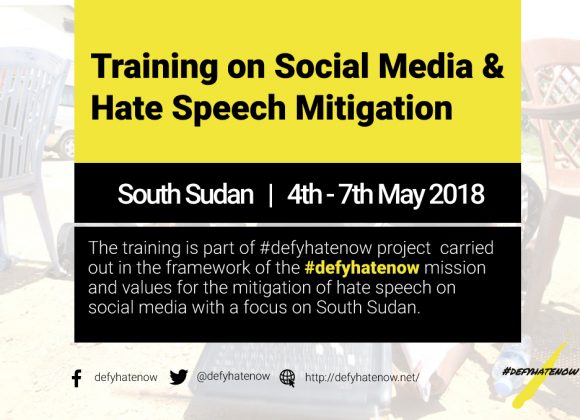 Training on Social Media &
Hate Speech Mitigation
South Sudan | 4th - 7th May 2018
The training is part of #defyhatenow project carried
out in the framework of the #defyhatenow mission
and values for the mitigation of hate speech on
social media with a focus on South Sudan.
defyhatenow @defyhatenow http://defyhatenow.net/
#DEFYHATENOW